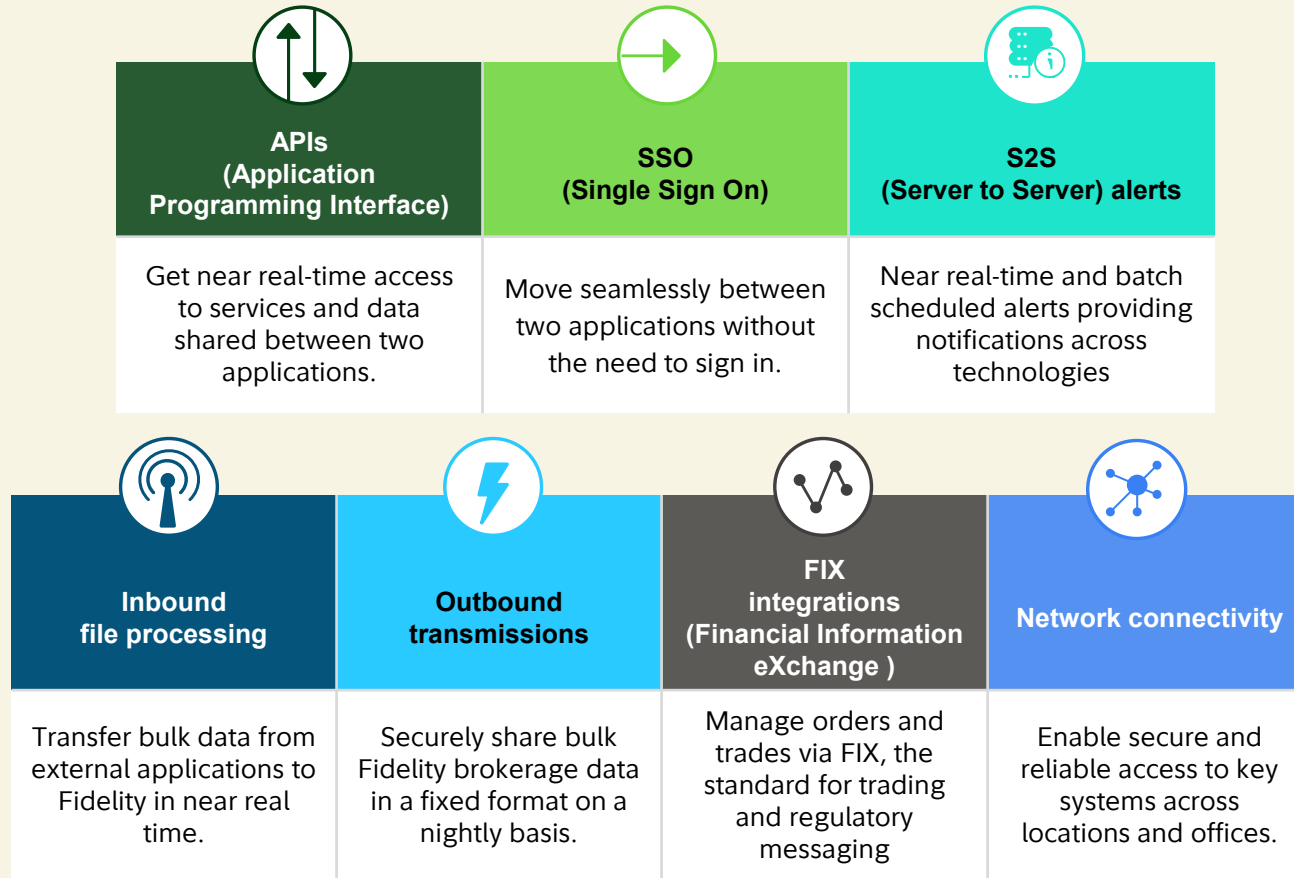 APIs
(Application
Programming Interface)
SSO
(Single Sign On)
S2S
(Server to Server) alerts
Get near real-time access
to services and data
shared between two
applications.
Move seamlessly between
two applications without
the need to sign in.
Near real-time and batch
scheduled alerts providing
notifications across
technologies
Inbound
file processing
Outbound
transmissions
FIX
integrations
(Financial Information
eXchange )
Network connectivity
Transfer bulk data from
external applications to
Fidelity in near real
time.
Securely share bulk
Fidelity brokerage data
in a fixed format on a
nightly basis.
Manage orders and
trades via FIX, the
standard for trading
and regulatory
messaging
Enable secure and
reliable access to key
systems across
locations and offices.